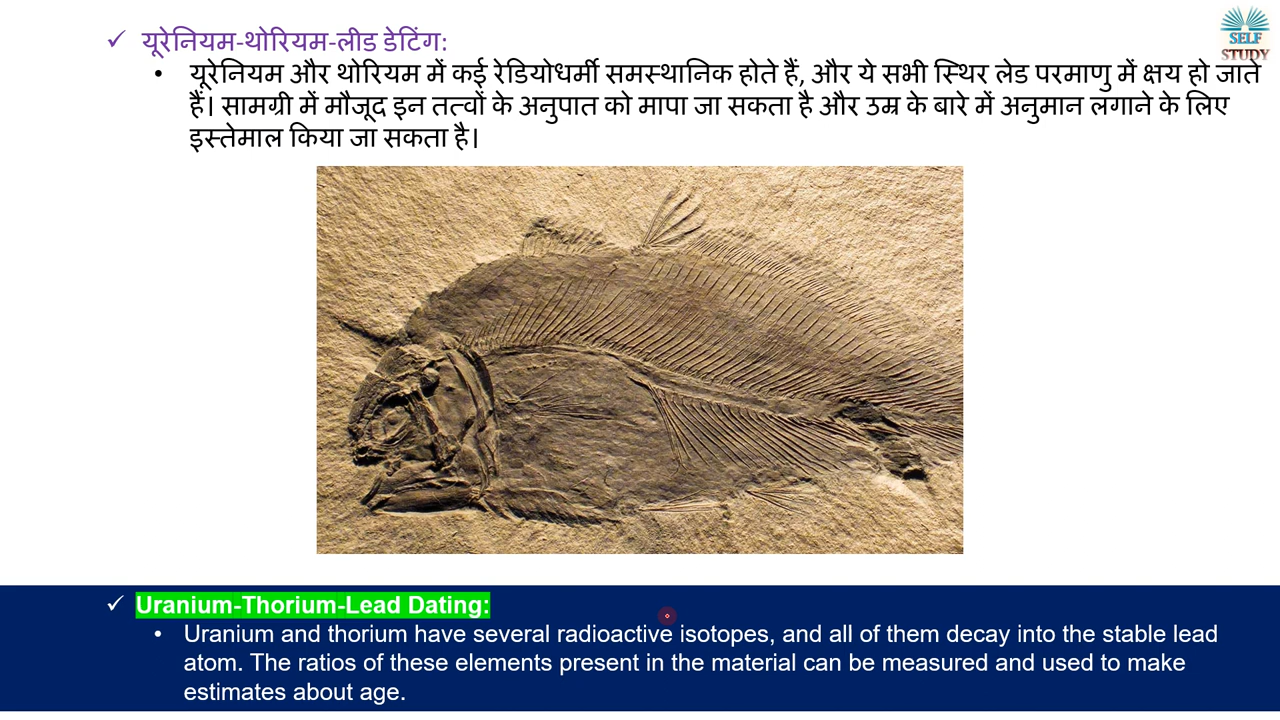 ✓ यूरेनियम-थोरियम-लीड डेटिंग:
SELF
STUDY
• यूरेनियम और थोरियम में कई रेडियोधर्मी समस्थानिक होते हैं, और ये सभी स्थिर लेड परमाणु में क्षय हो जाते
हैं। सामग्री में मौजूद इन तत्वों के अनुपात को मापा जा सकता है और उम्र के बारे में अनुमान लगाने के लिए
इस्तेमाल किया जा सकता है।
✓ Uranium-Thorium-Lead Dating:
• Uranium and thorium have several radioactive isotopes, and all of them decay into the stable lead
atom. The ratios of these elements present in the material can be measured and used to make
estimates about age.